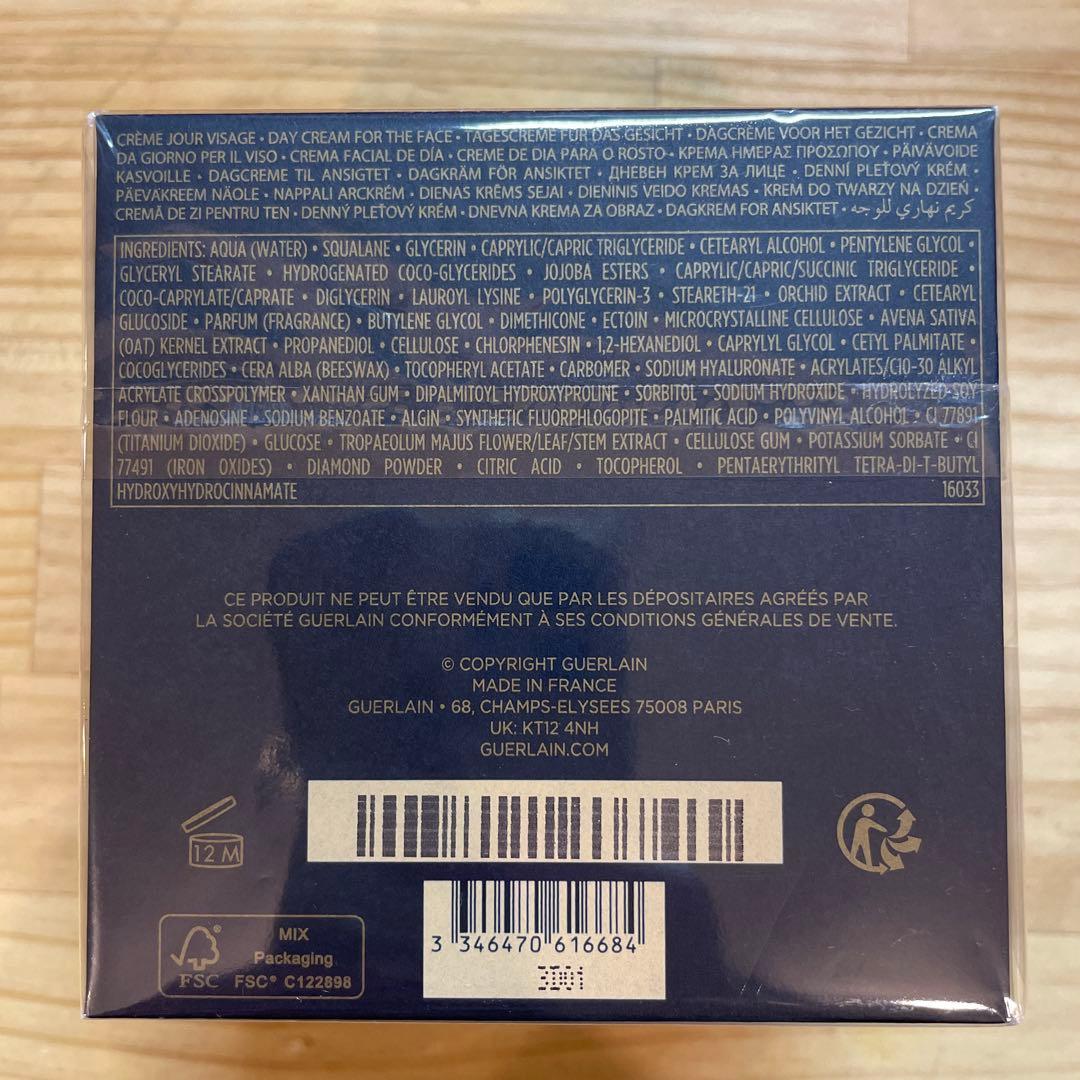 CRÈME JOUR VISAGE • DAY CREAM FOR THE FACE • TAGESCREME FÜR DAS GESICHT • DAGCRÈME VOOR HET GEZICHT • CREMA
DA GIORNO PER IL VISO • CREMA FACIAL DE DÍA • CREME DE DIA PARA O ROSTO • ΚΡΕΜΑ ΗΜΕΡΑΣ ΠΡΟΣΩΠΟΥ • PÄIVÄVOIDE
KASVOILLE • DAGCREME TIL ANSIGTET • DAGKRÄM FÖR ANSIKTET • ДНЕВЕН КРЕМ ЗА ЛИЦЕ • DENNÍ PLEŤOVÝ KRÉM •
PÄEVAKREEM NÄOLE • NAPPALI ARCKRÉM • DIENAS KRĒMS SEJAI • DIENINIS VEIDO KREMAS • KREM DO TWARZY NA DZIEŃ •
CREMĂ DE ZI PENTRU TEN • DENNÝ PLEŤOVÝ KRÉM • DNEVNA KREMA ZA OBRAZ • DAGKREM FOR ANSIKTET • كريم نهاري للوجه
INGREDIENTS: AQUA (WATER) • SQUALANE • GLYCERIN • CAPRYLIC/CAPRIC TRIGLYCERIDE • CETEARYL ALCOHOL • PENTYLENE GLYCOL •
GLYCERYL STEARATE • HYDROGENATED COCO-GLYCERIDES • JOJOBA ESTERS • CAPRYLIC/CAPRIC/SUCCINIC TRIGLYCERIDE •
COCO-CAPRYLATE/CAPRATE • DIGLYCERIN • LAUROYL LYSINE • POLYGLYCERIN-3 • STEARETH-21 • ORCHID EXTRACT • CETEARYL
GLUCOSIDE • PARFUM (FRAGRANCE) • BUTYLENE GLYCOL • DIMETHICONE • ECTOIN • MICROCRYSTALLINE CELLULOSE • AVENA SATIVA
(OAT) KERNEL EXTRACT • PROPANEDIOL • CELLULOSE • CHLORPHENESIN • 1,2-HEXANEDIOL • CAPRYLYL GLYCOL • CETYL PALMITATE •
COCOGLYCERIDES • CERA ALBA (BEESWAX) • TOCOPHERYL ACETATE • CARBOMER • SODIUM HYALURONATE • ACRYLATES/C10-30 ALKYL
ACRYLATE CROSSPOLYMER • XANTHAN GUM • DIPALMITOYL HYDROXYPROLINE • SORBITOL • SODIUM HYDROXIDE • HYDROLYZED SOY
FLOUR • ADENOSINE • SODIUM BENZOATE • ALGIN • SYNTHETIC FLUORPHLOGOPITE • PALMITIC ACID • POLYVINYL ALCOHOL • CI 77891
(TITANIUM DIOXIDE) • GLUCOSE • TROPAEOLUM MAJUS FLOWER/LEAF/STEM EXTRACT • CELLULOSE GUM • POTASSIUM SORBATE • CI
77491 (IRON OXIDES) • DIAMOND POWDER • CITRIC ACID • TOCOPHEROL • PENTAERYTHRITYL TETRA-DI-T-BUTYL
HYDROXYHYDROCINNAMATE 16033
CE PRODUIT NE PEUT ÊTRE VENDU QUE PAR LES DÉPOSITAIRES AGRÉÉS PAR
LA SOCIÉTÉ GUERLAIN CONFORMÉMENT À SES CONDITIONS GÉNÉRALES DE VENTE.
© COPYRIGHT GUERLAIN
MADE IN FRANCE
GUERLAIN • 68, CHAMPS-ELYSEES 75008 PARIS
UK: KT12 4NH
GUERLAIN.COM
12 M
3 346470 616684
3D01
MIX
Packaging
FSC FSC® C122898